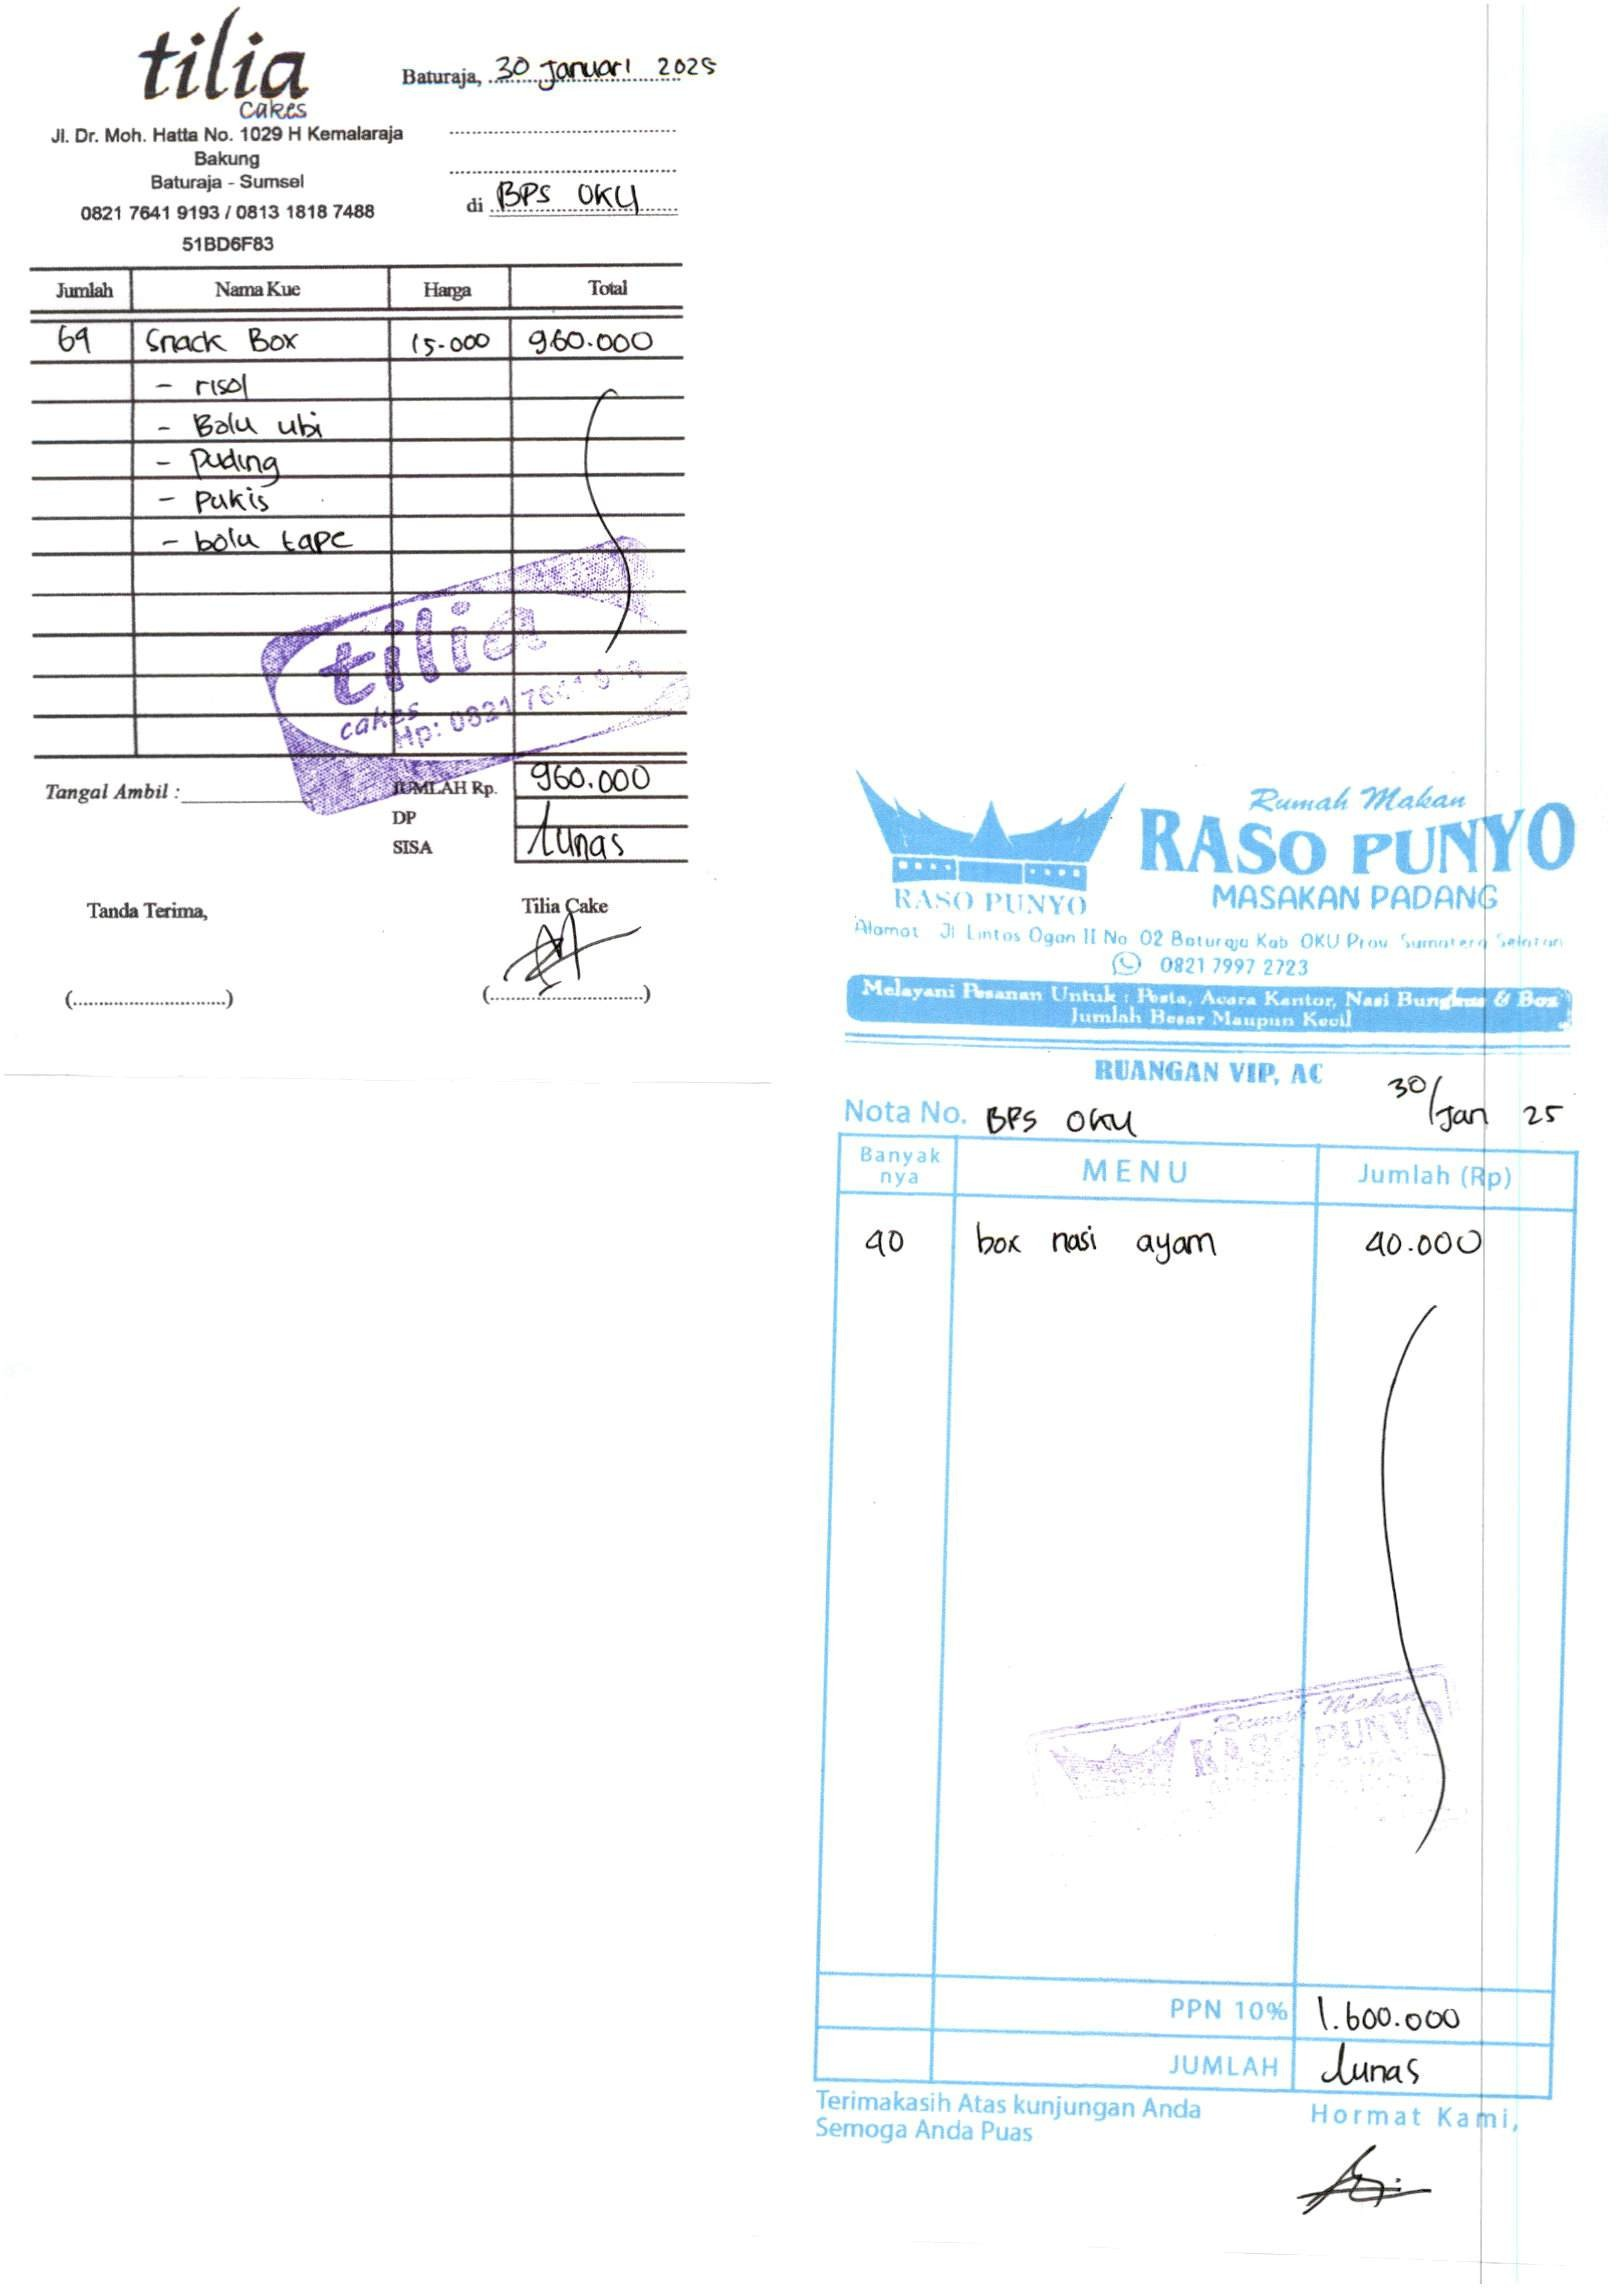 tilia
cakes
Jl. Dr. Moh. Hatta No. 1029 H Kemalaraja
Bakung
Baturaja - Sumsel
0821 7641 9193 / 0813 1818 7488
51BD6F83
Baturaja, 30 Januari 2025
di BPS OKU
Jumlah Nama Kue Harga Total
64 Snack Box 15.000 960.000
- risol
- Bolu ubi
- Puding
- Pukis
- bolu tape
tilia
cakes
Hp: 0821 7641
Tangal Ambil :
JUMLAH Rp. 960.000
DP
SISA lunas
Tanda Terima,
Tilia Cake
(..............................) (..............................)
Rumah Makan
RASO PUNYO
MASAKAN PADANG
RASO PUNYO
Alamat Jl Lintas Ogan II No 02 Baturaja Kab OKU Prov Sumatera Selatan
0821 7997 2723
Melayani Pesanan Untuk : Pesta, Acara Kantor, Nasi Bungkus & Box
Jumlah Besar Maupun Kecil
RUANGAN VIP, AC
30/Jan 25
Nota No. BPS OKU
Banyak nya MENU Jumlah (Rp)
40 box nasi ayam 40.000
Rumah Makan
RASO PUNYO
PPN 10% 1.600.000
JUMLAH lunas
Terimakasih Atas kunjungan Anda
Semoga Anda Puas
Hormat Kami,